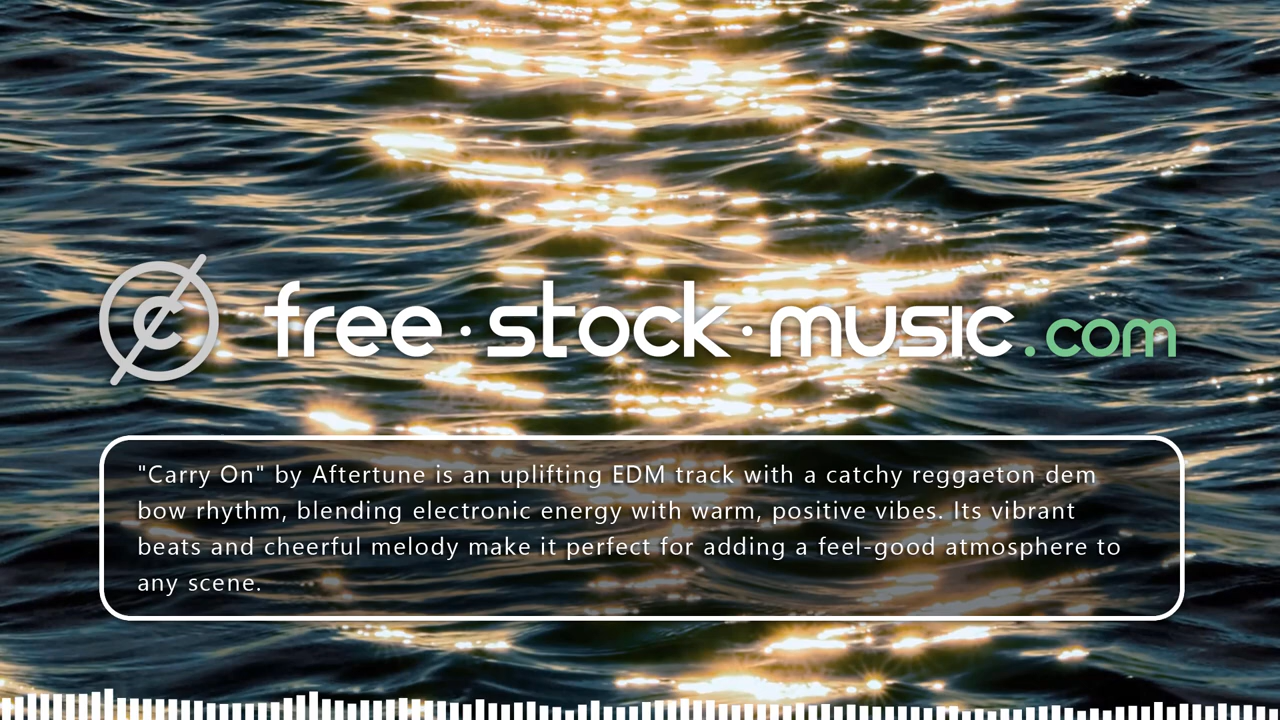 free·stock·music.com
"Carry On" by Aftertune is an uplifting EDM track with a catchy reggaeton dem
bow rhythm, blending electronic energy with warm, positive vibes. Its vibrant
beats and cheerful melody make it perfect for adding a feel-good atmosphere to
any scene.